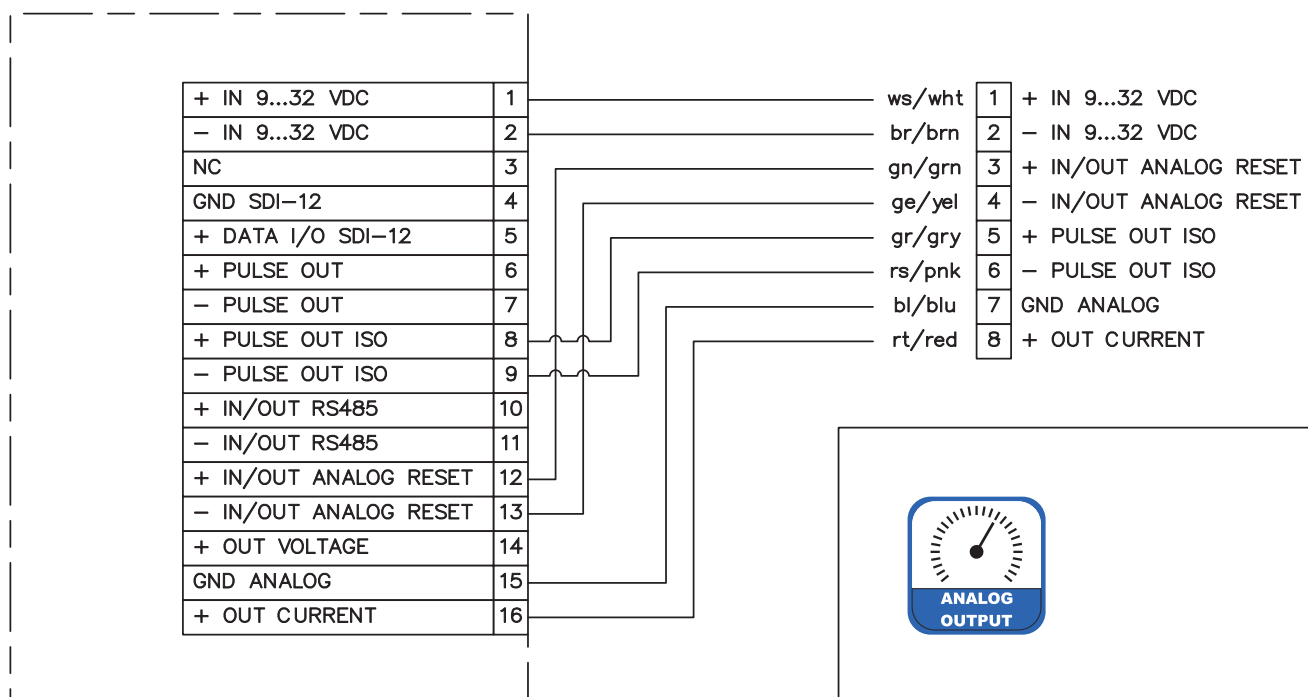 + IN 9...32 VDC 1
- IN 9...32 VDC 2
NC 3
GND SDI-12 4
+ DATA I/O SDI-12 5
+ PULSE OUT 6
- PULSE OUT 7
+ PULSE OUT ISO 8
- PULSE OUT ISO 9
+ IN/OUT RS485 10
- IN/OUT RS485 11
+ IN/OUT ANALOG RESET 12
- IN/OUT ANALOG RESET 13
+ OUT VOLTAGE 14
GND ANALOG 15
+ OUT CURRENT 16
ws/wht 1 + IN 9...32 VDC
br/brn 2 - IN 9...32 VDC
gn/grn 3 + IN/OUT ANALOG RESET
ge/yel 4 - IN/OUT ANALOG RESET
gr/gry 5 + PULSE OUT ISO
rs/pnk 6 - PULSE OUT ISO
bl/blu 7 GND ANALOG
rt/red 8 + OUT CURRENT
ANALOG
OUTPUT